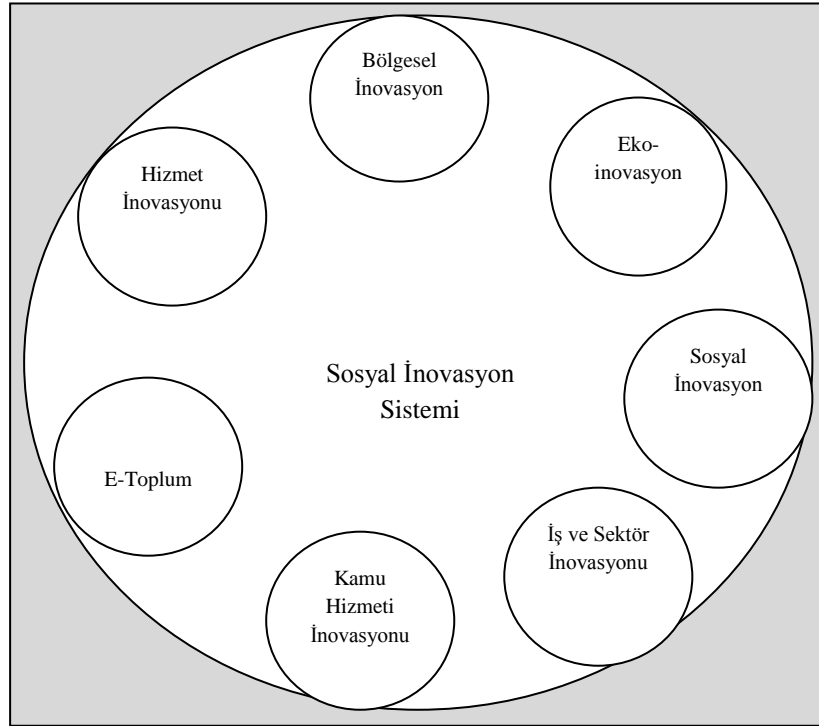 Bölgesel
İnovasyon
Eko-
inovasyon
Hizmet
İnovasyonu
Sosyal
İnovasyon
Sosyal İnovasyon
Sistemi
E-Toplum
İş ve Sektör
İnovasyonu
Kamu
Hizmeti
İnovasyonu